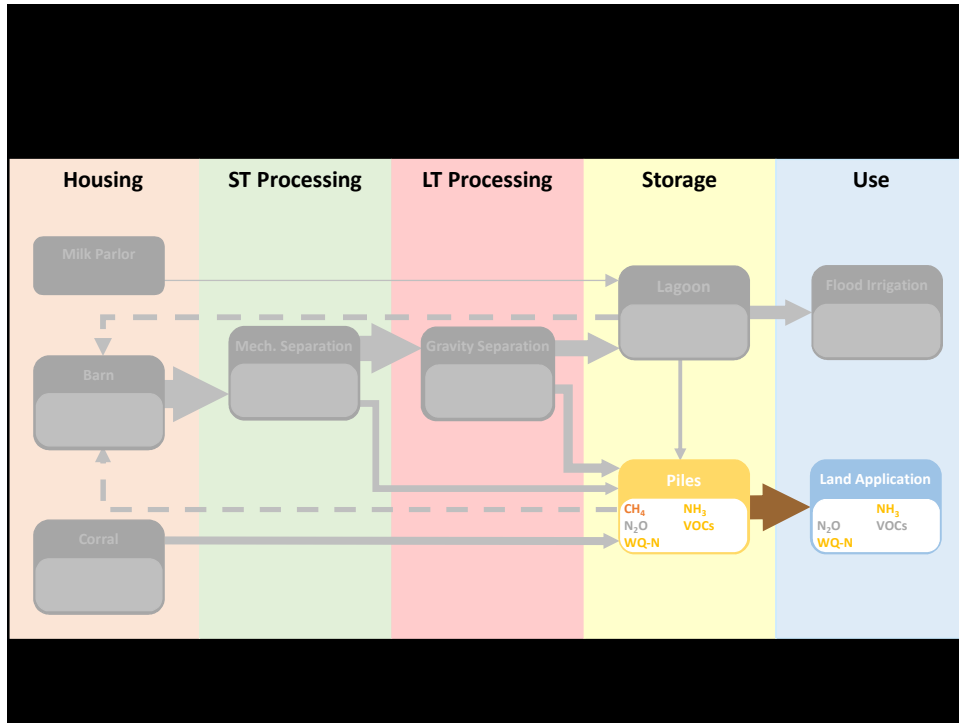 Housing
ST Processing
LT Processing
Storage
Use
Milk Parlor
Lagoon
Flood Irrigation
Mech. Separation
Gravity Separation
Barn
Piles
CH₄ NH₃
N₂O VOCs
WQ-N
Land Application
NH₃
N₂O VOCs
WQ-N
Corral